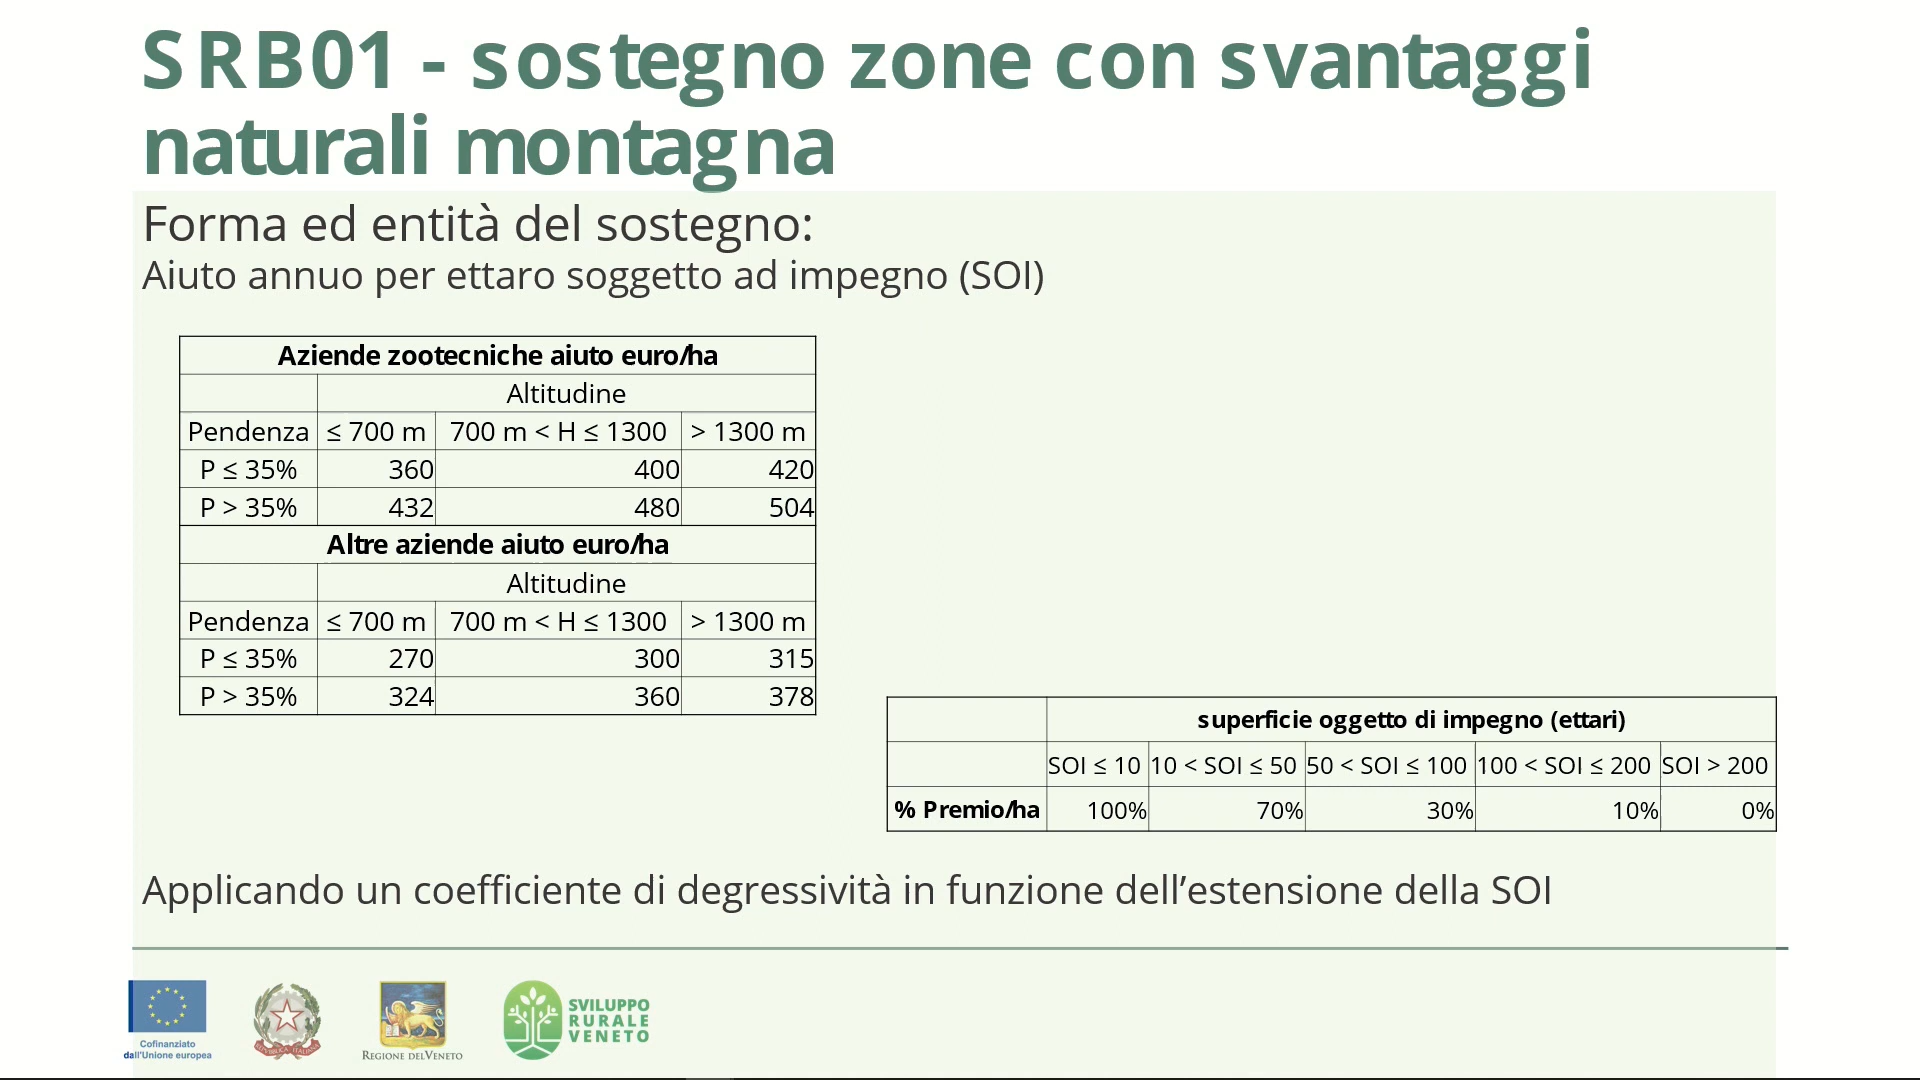 SRB01 - sostegno zone con svantaggi
naturali montagna
Forma ed entità del sostegno:
Aiuto annuo per ettaro soggetto ad impegno (SOI)
Aziende zootecniche aiuto euro/ha
Altitudine
Pendenza ≤ 700 m 700 m < H ≤ 1300 > 1300 m
P ≤ 35% 360 400 420
P > 35% 432 480 504
Altre aziende aiuto euro/ha
Altitudine
Pendenza ≤ 700 m 700 m < H ≤ 1300 > 1300 m
P ≤ 35% 270 300 315
P > 35% 324 360 378
superficie oggetto di impegno (ettari)
SOI ≤ 10 10 < SOI ≤ 50 50 < SOI ≤ 100 100 < SOI ≤ 200 SOI > 200
% Premio/ha 100% 70% 30% 10% 0%
Applicando un coefficiente di degressività in funzione dell’estensione della SOI
Cofinanziato
dall'Unione europea
REPUBBLICA ITALIANA
REGIONE DEL VENETO
SVILUPPO
RURALE
VENETO